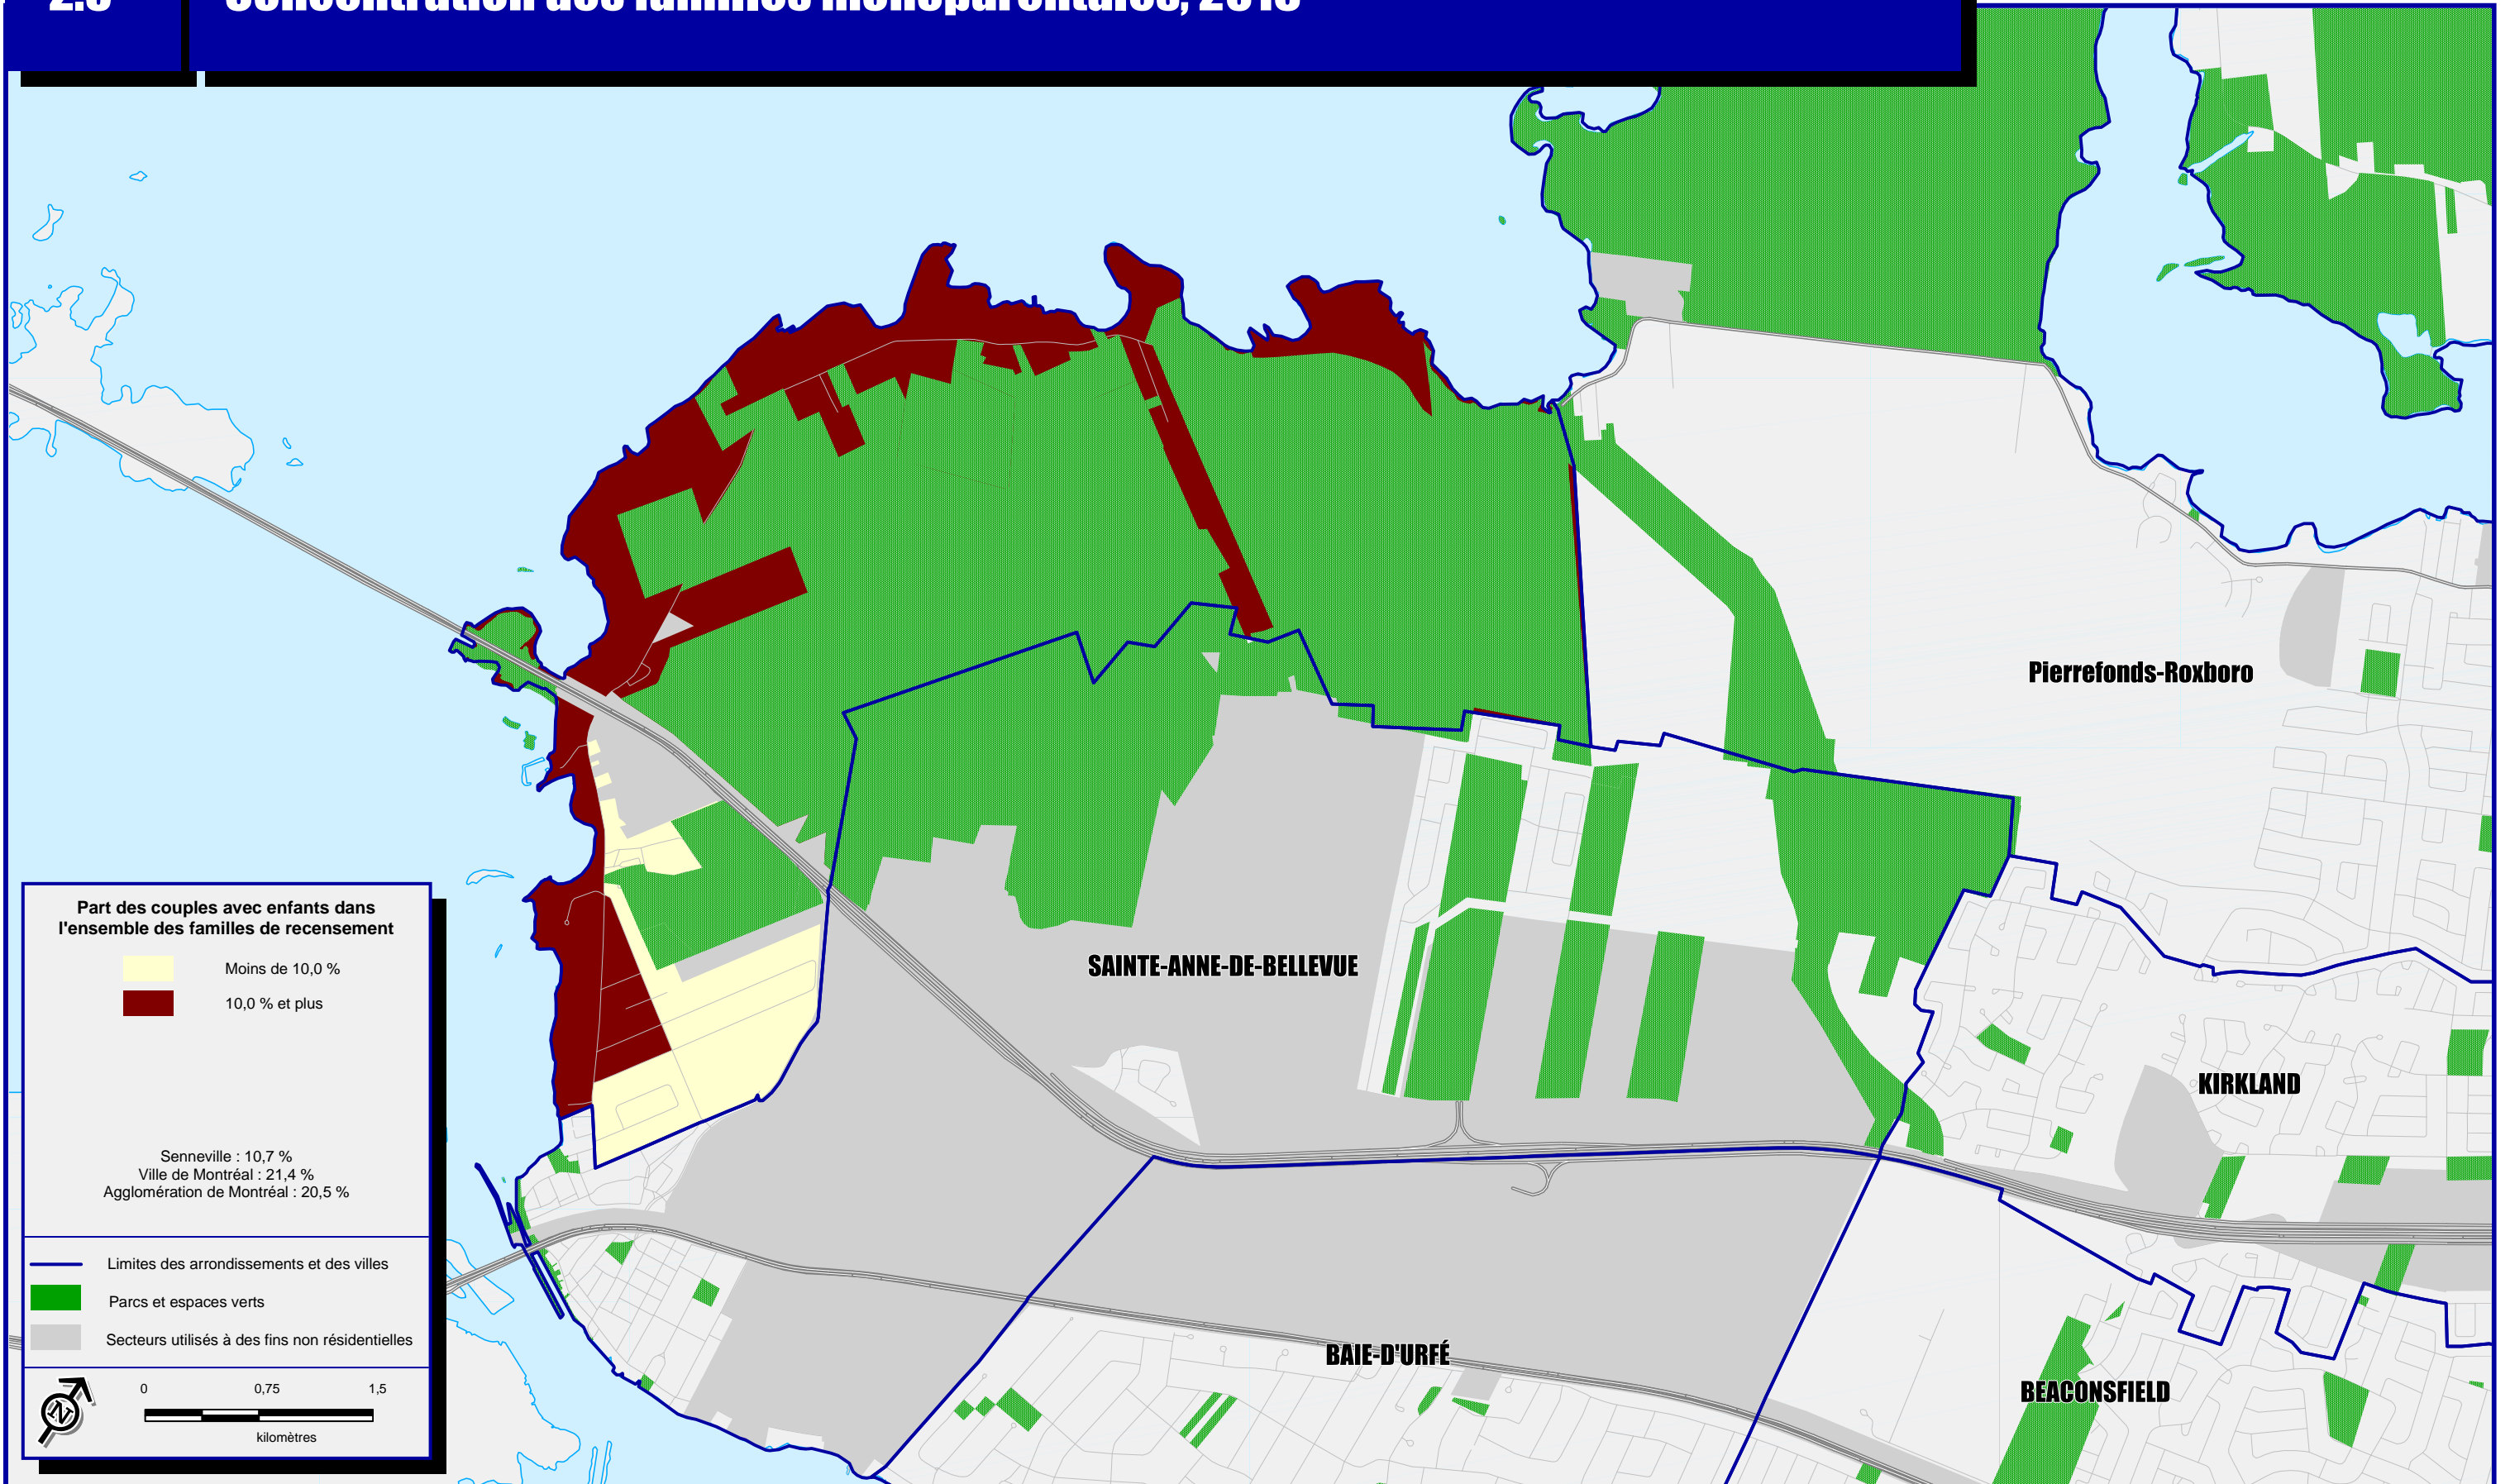 Pierrefonds-Roxboro
SAINTE-ANNE-DE-BELLEVUE
KIRKLAND
BAIE-D'URFÉ
BEACONSFIELD
Part des couples avec enfants dans
l'ensemble des familles de recensement
Moins de 10,0 %
10,0 % et plus
Senneville : 10,7 %
Ville de Montréal : 21,4 %
Agglomération de Montréal : 20,5 %
Limites des arrondissements et des villes
Parcs et espaces verts
Secteurs utilisés à des fins non résidentielles
N
0 0,75 1,5
kilomètres